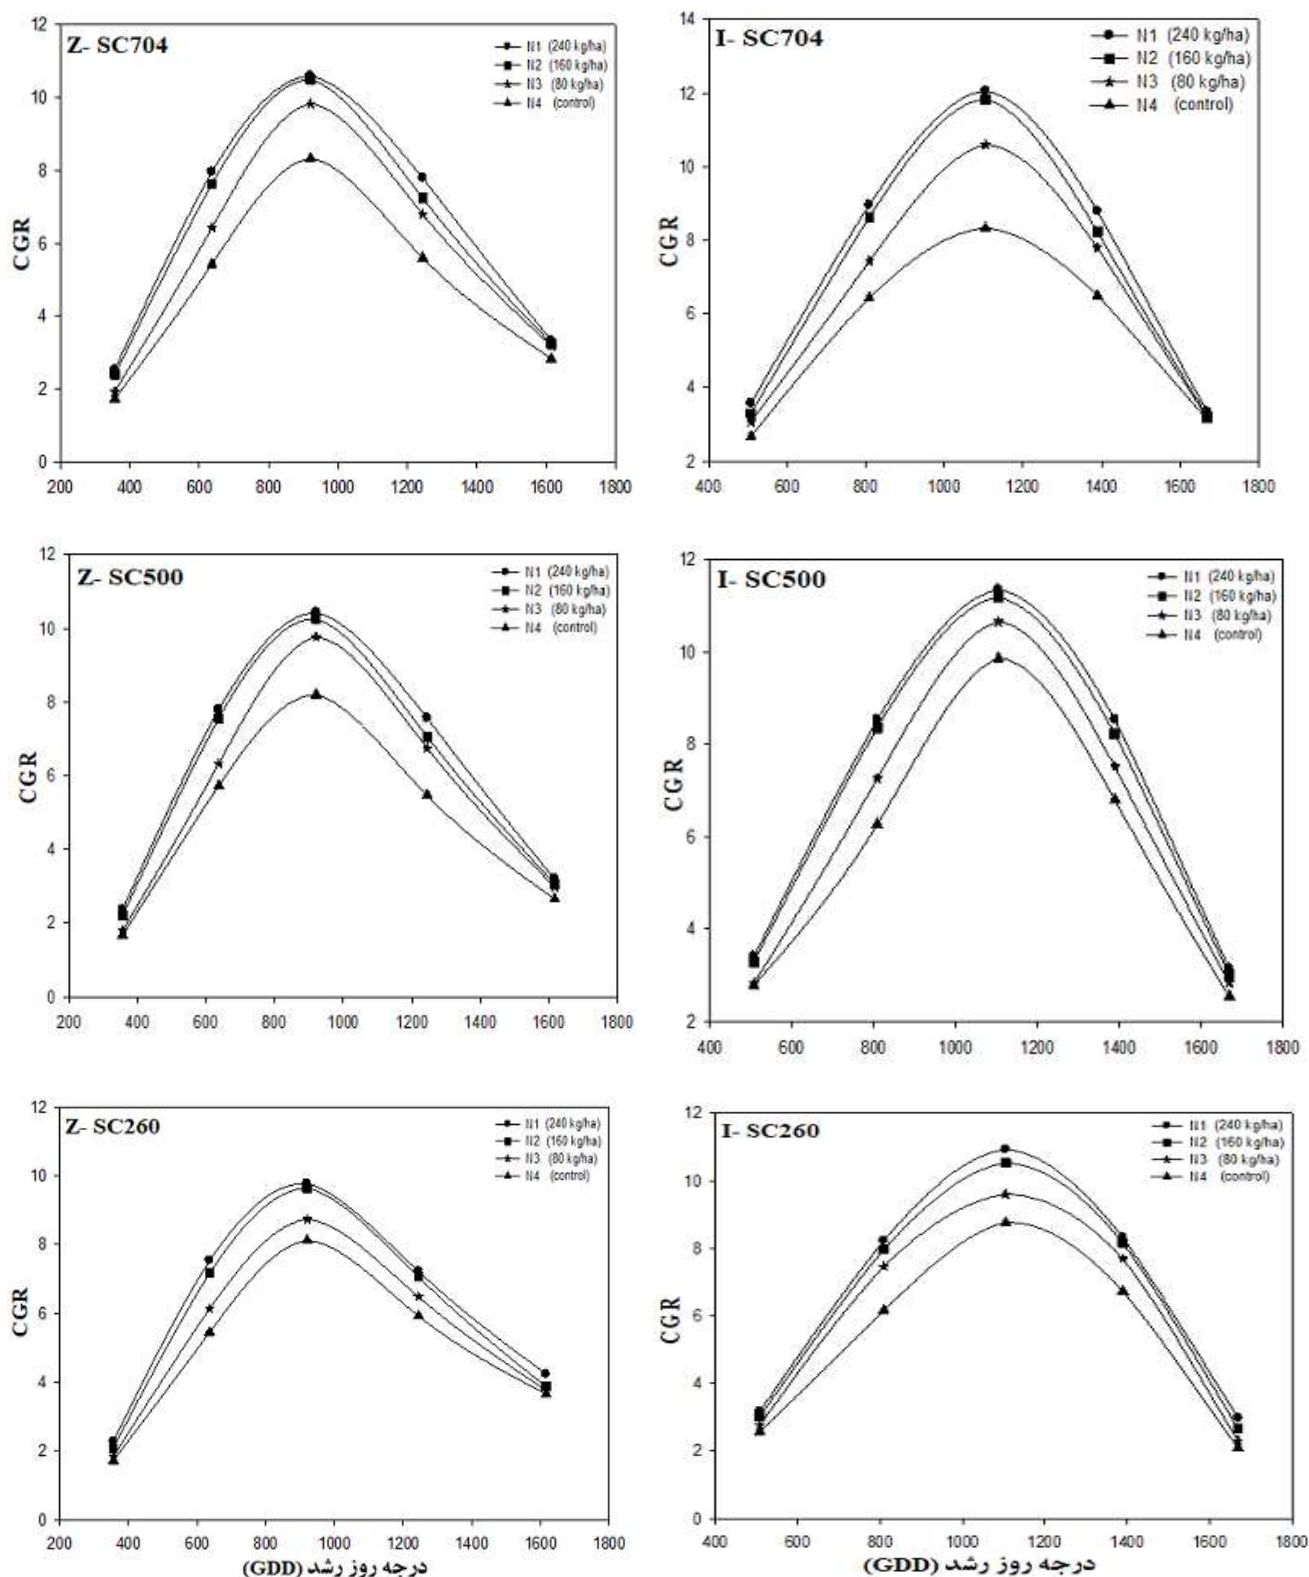 Z- SC704
N1 (240 kg/ha)
N2 (160 kg/ha)
N3 (80 kg/ha)
N4 (control)
12
10
8
6
4
2
0
CGR
200 400 600 800 1000 1200 1400 1600 1800
I- SC704
N1 (240 kg/ha)
N2 (160 kg/ha)
N3 (80 kg/ha)
N4 (control)
14
12
10
8
6
4
2
CGR
400 600 800 1000 1200 1400 1600 1800
Z- SC500
N1 (240 kg/ha)
N2 (160 kg/ha)
N3 (80 kg/ha)
N4 (control)
12
10
8
6
4
2
0
CGR
200 400 600 800 1000 1200 1400 1600 1800
I- SC500
N1 (240 kg/ha)
N2 (160 kg/ha)
N3 (80 kg/ha)
N4 (control)
12
10
8
6
4
2
CGR
400 600 800 1000 1200 1400 1600 1800
Z- SC260
N1 (240 kg/ha)
N2 (160 kg/ha)
N3 (80 kg/ha)
N4 (control)
12
10
8
6
4
2
0
CGR
200 400 600 800 1000 1200 1400 1600 1800
درجه روز رشد (GDD)
I- SC260
N1 (240 kg/ha)
N2 (160 kg/ha)
N3 (80 kg/ha)
N4 (control)
12
10
8
6
4
2
0
CGR
400 600 800 1000 1200 1400 1600 1800
درجه روز رشد (GDD)